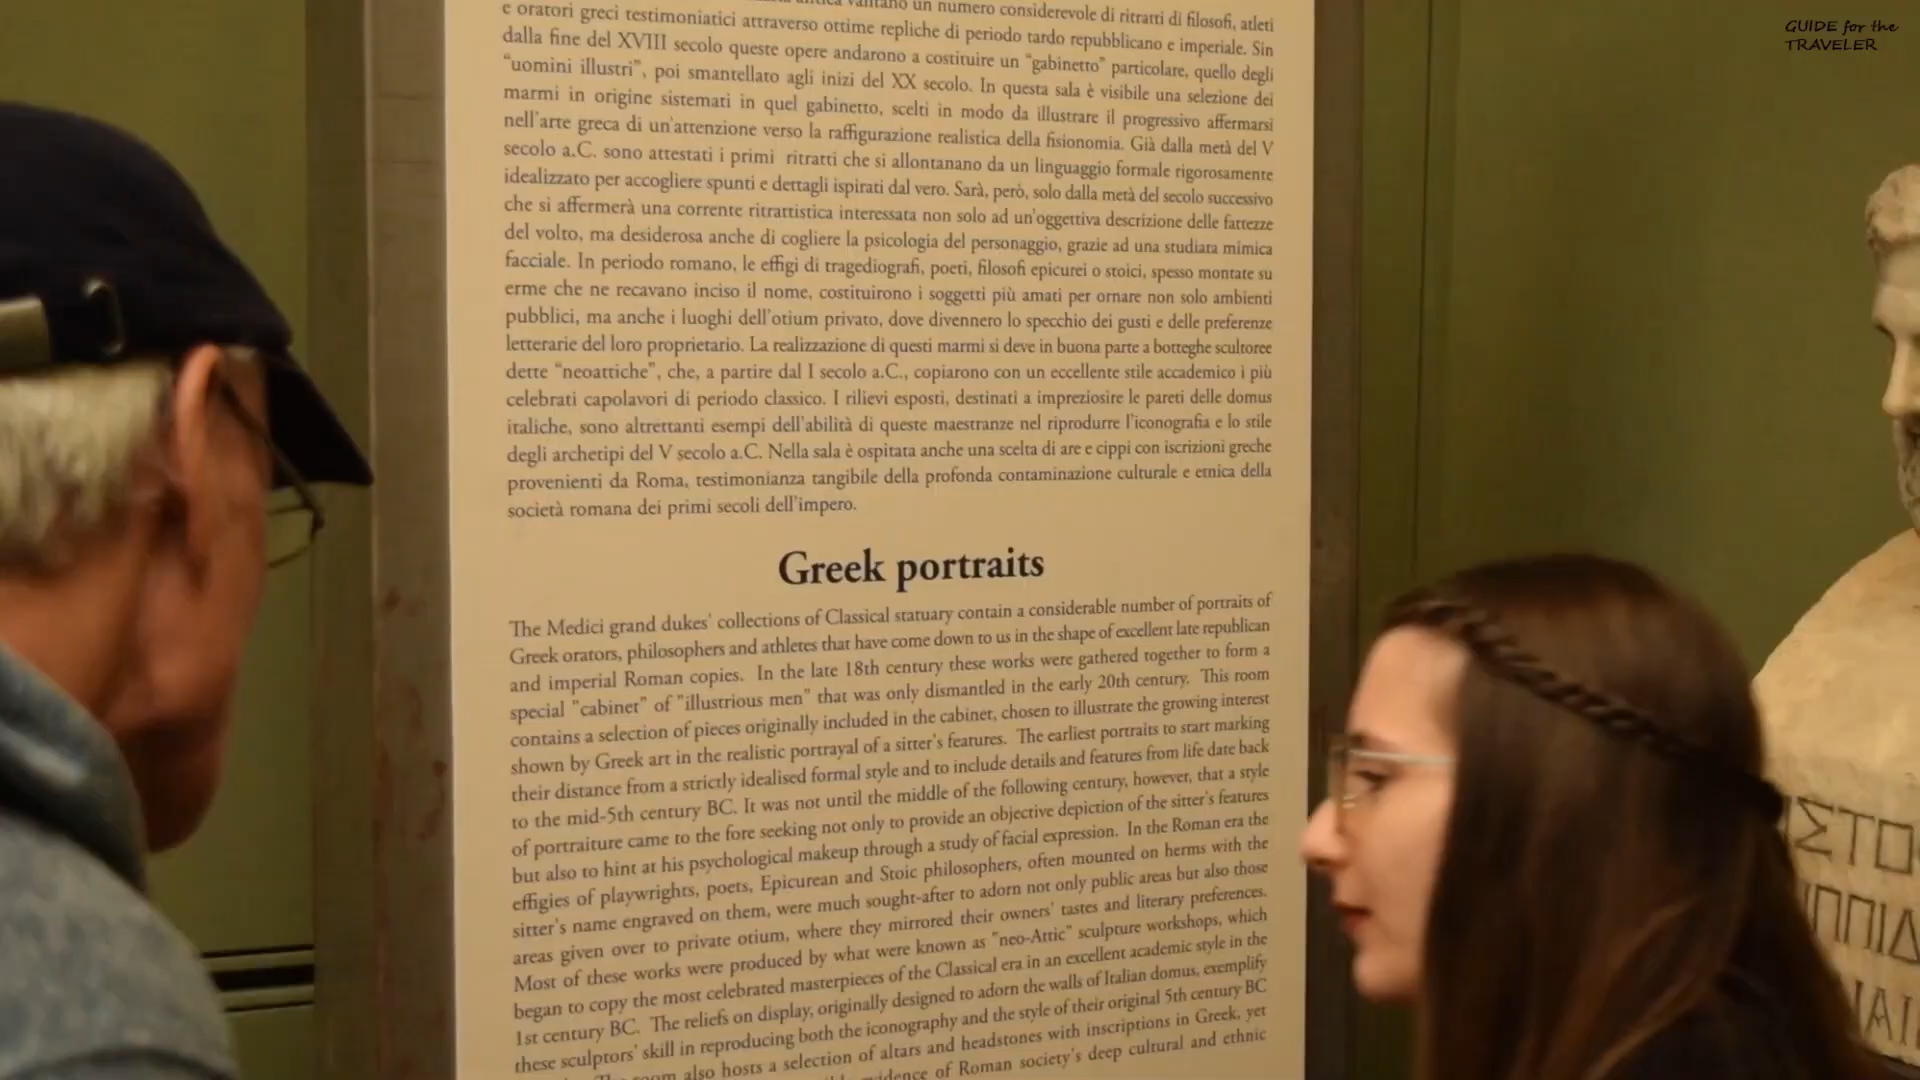 vantano un numero considerevole di ritratti di filosofi, atleti
e oratori greci testimoniatici attraverso ottime repliche di periodo tardo repubblicano e imperiale. Sin
dalla fine del XVIII secolo queste opere andarono a costituire un "gabinetto" particolare, quello degli
"uomini illustri", poi smantellato agli inizi del XX secolo. In questa sala è visibile una selezione dei
marmi in origine sistemati in quel gabinetto, scelti in modo da illustrare il progressivo affermarsi
nell'arte greca di un'attenzione verso la raffigurazione realistica della fisionomia. Già dalla metà del V
secolo a.C. sono attestati i primi ritratti che si allontanano da un linguaggio formale rigorosamente
idealizzato per accogliere spunti e dettagli ispirati dal vero. Sarà, però, solo dalla metà del secolo successivo
che si affermerà una corrente ritrattistica interessata non solo ad un'oggettiva descrizione delle fattezze
del volto, ma desiderosa anche di cogliere la psicologia del personaggio, grazie ad una studiata mimica
facciale. In periodo romano, le effigi di tragediografi, poeti, filosofi epicurei o stoici, spesso montate su
erme che ne recavano inciso il nome, costituirono i soggetti più amati per ornare non solo ambienti
pubblici, ma anche i luoghi dell'otium privato, dove divennero lo specchio dei gusti e delle preferenze
letterarie del loro proprietario. La realizzazione di questi marmi si deve in buona parte a botteghe scultoree
dette "neoattiche", che, a partire dal I secolo a.C., copiarono con un eccellente stile accademico i più
celebrati capolavori di periodo classico. I rilievi esposti, destinati a impreziosire le pareti delle domus
italiche, sono altrettanti esempi dell'abilità di queste maestranze nel riprodurre l'iconografia e lo stile
degli archetipi del V secolo a.C. Nella sala è ospitata anche una scelta di are e cippi con iscrizioni greche
provenienti da Roma, testimonianza tangibile della profonda contaminazione culturale e etnica della
società romana dei primi secoli dell'impero.
Greek portraits
The Medici grand dukes' collections of Classical statuary contain a considerable number of portraits of
Greek orators, philosophers and athletes that have come down to us in the shape of excellent late republican
and imperial Roman copies. In the late 18th century these works were gathered together to form a
special "cabinet" of "illustrious men" that was only dismantled in the early 20th century. This room
contains a selection of pieces originally included in the cabinet, chosen to illustrate the growing interest
shown by Greek art in the realistic portrayal of a sitter's features. The earliest portraits to start marking
their distance from a strictly idealised formal style and to include details and features from life date back
to the mid-5th century BC. It was not until the middle of the following century, however, that a style
of portraiture came to the fore seeking not only to provide an objective depiction of the sitter's features
but also to hint at his psychological makeup through a study of facial expression. In the Roman era the
effigies of playwrights, poets, Epicurean and Stoic philosophers, often mounted on herms with the
sitter's name engraved on them, were much sought-after to adorn not only public areas but also those
areas given over to private otium, where they mirrored their owners' tastes and literary preferences.
Most of these works were produced by what were known as "neo-Attic" sculpture workshops, which
began to copy the most celebrated masterpieces of the Classical era in an excellent academic style in the
1st century BC. The reliefs on display, originally designed to adorn the walls of Italian domus, exemplify
these sculptors' skill in reproducing both the iconography and the style of their original 5th century BC
room also hosts a selection of altars and headstones with inscriptions in Greek, yet
evidence of Roman society's deep cultural and ethnic
GUIDE for the
TRAVELER
ΙΣΤΟ
ΙΠΠΙΔ